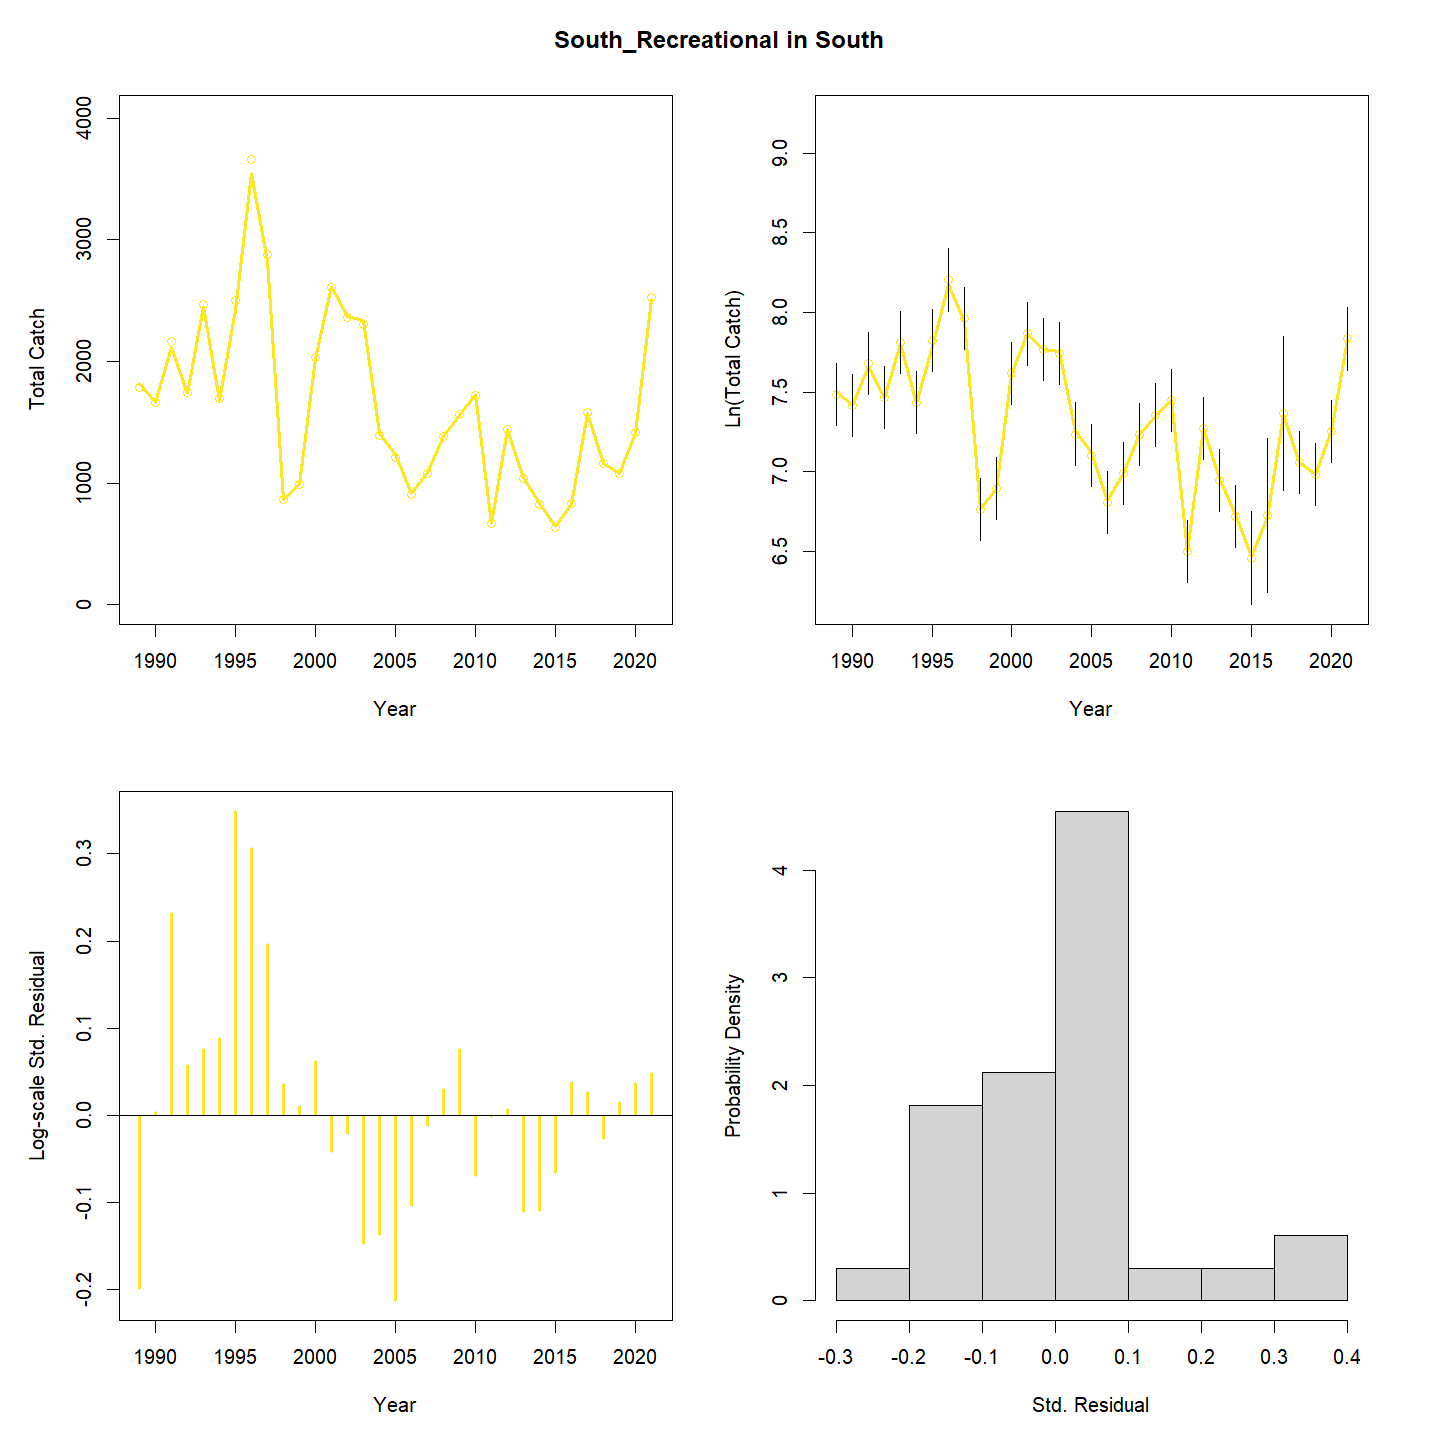 South_Recreational in South
Total Catch
4000
3000
2000
1000
0
1990 1995 2000 2005 2010 2015 2020
Year
Ln(Total Catch)
9.0
8.5
8.0
7.5
7.0
6.5
1990 1995 2000 2005 2010 2015 2020
Year
Log-scale Std. Residual
0.3
0.2
0.1
0.0
-0.1
-0.2
1990 1995 2000 2005 2010 2015 2020
Year
Probability Density
4
3
2
1
0
-0.3 -0.2 -0.1 0.0 0.1 0.2 0.3 0.4
Std. Residual